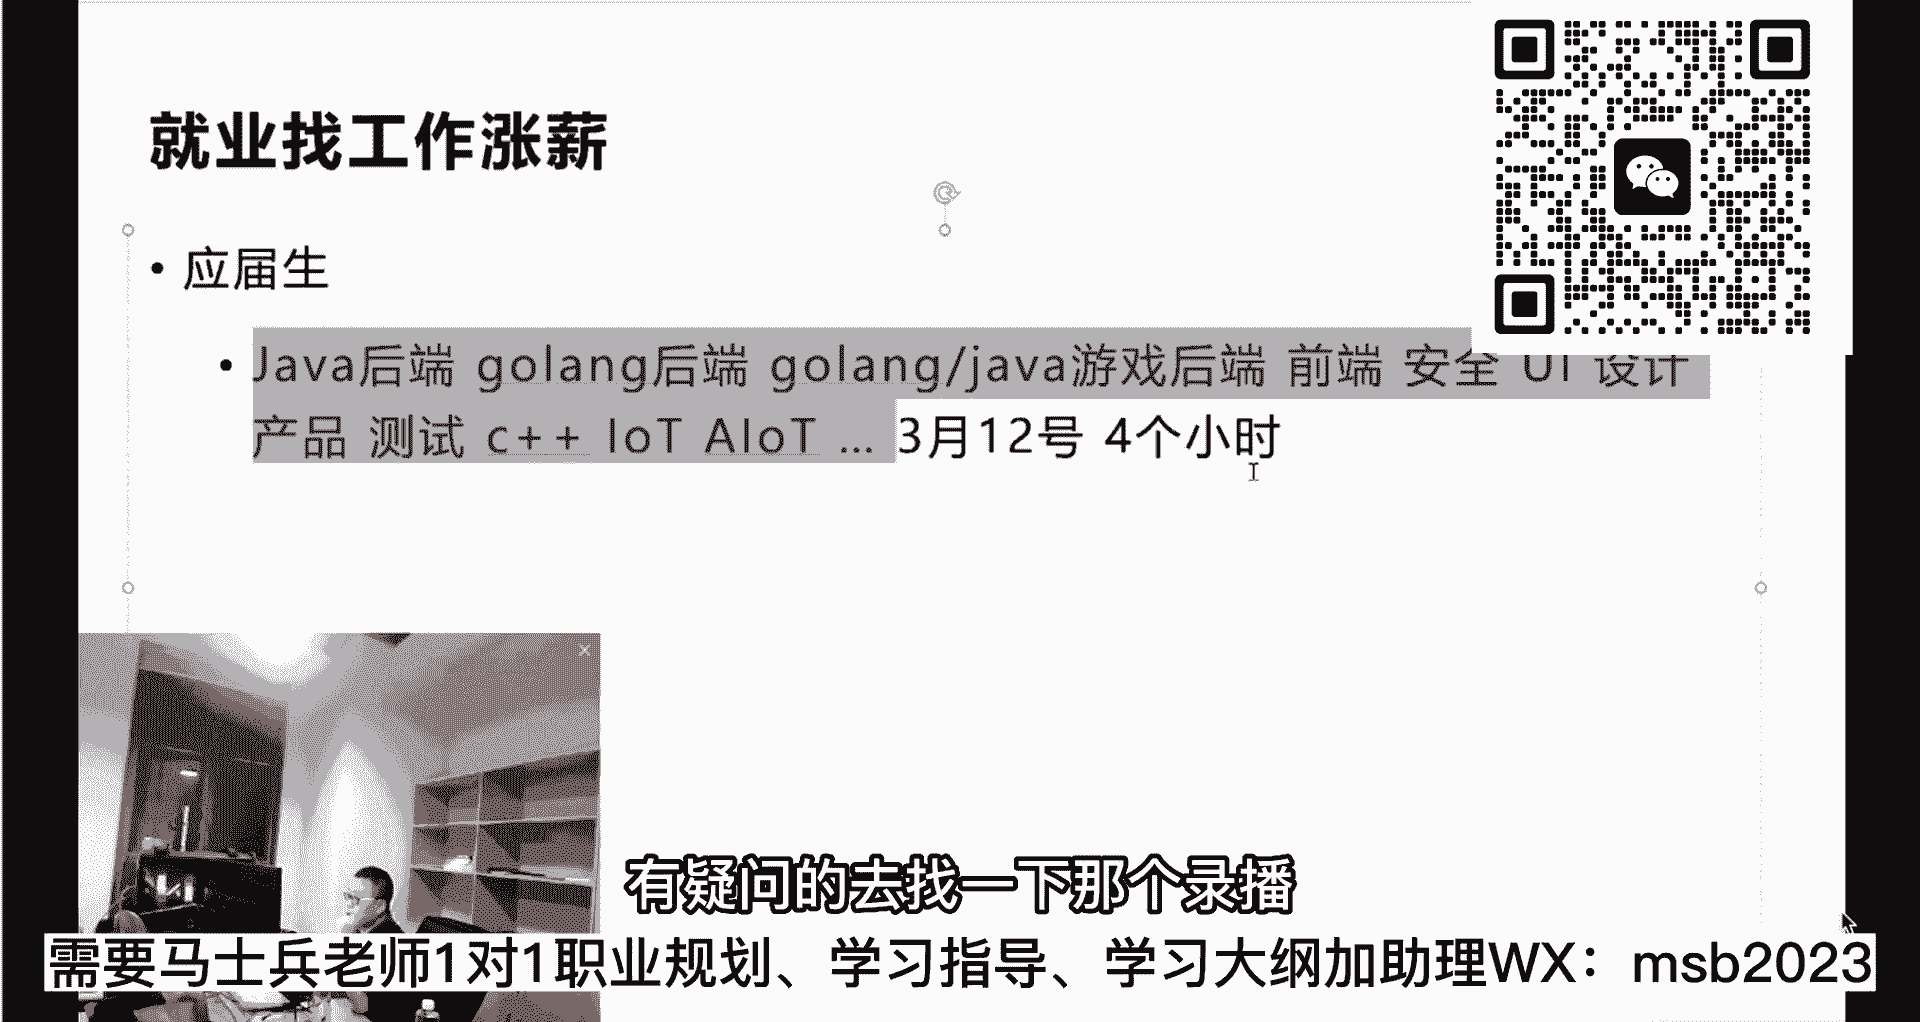 就业找工作涨薪
• 应届生
• Java后端 golang后端 golang/java游戏后端 前端 安全 UI 设计
产品 测试 c++ IoT AIoT ... 3月12号 4个小时
有疑问的去找一下那个录播
需要马士兵老师1对1职业规划、学习指导、学习大纲加助理WX：msb2023